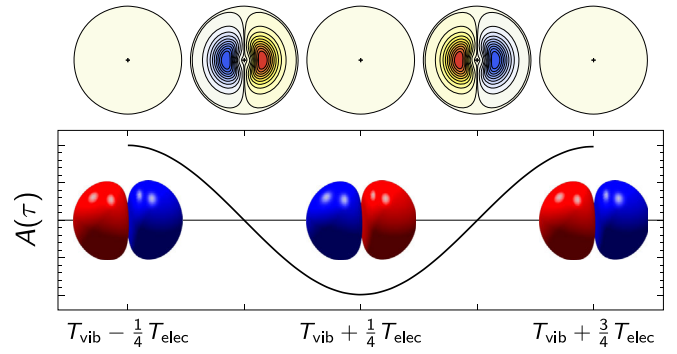 A(τ)
T_vib − 1/4 T_elec
T_vib + 1/4 T_elec
T_vib + 3/4 T_elec